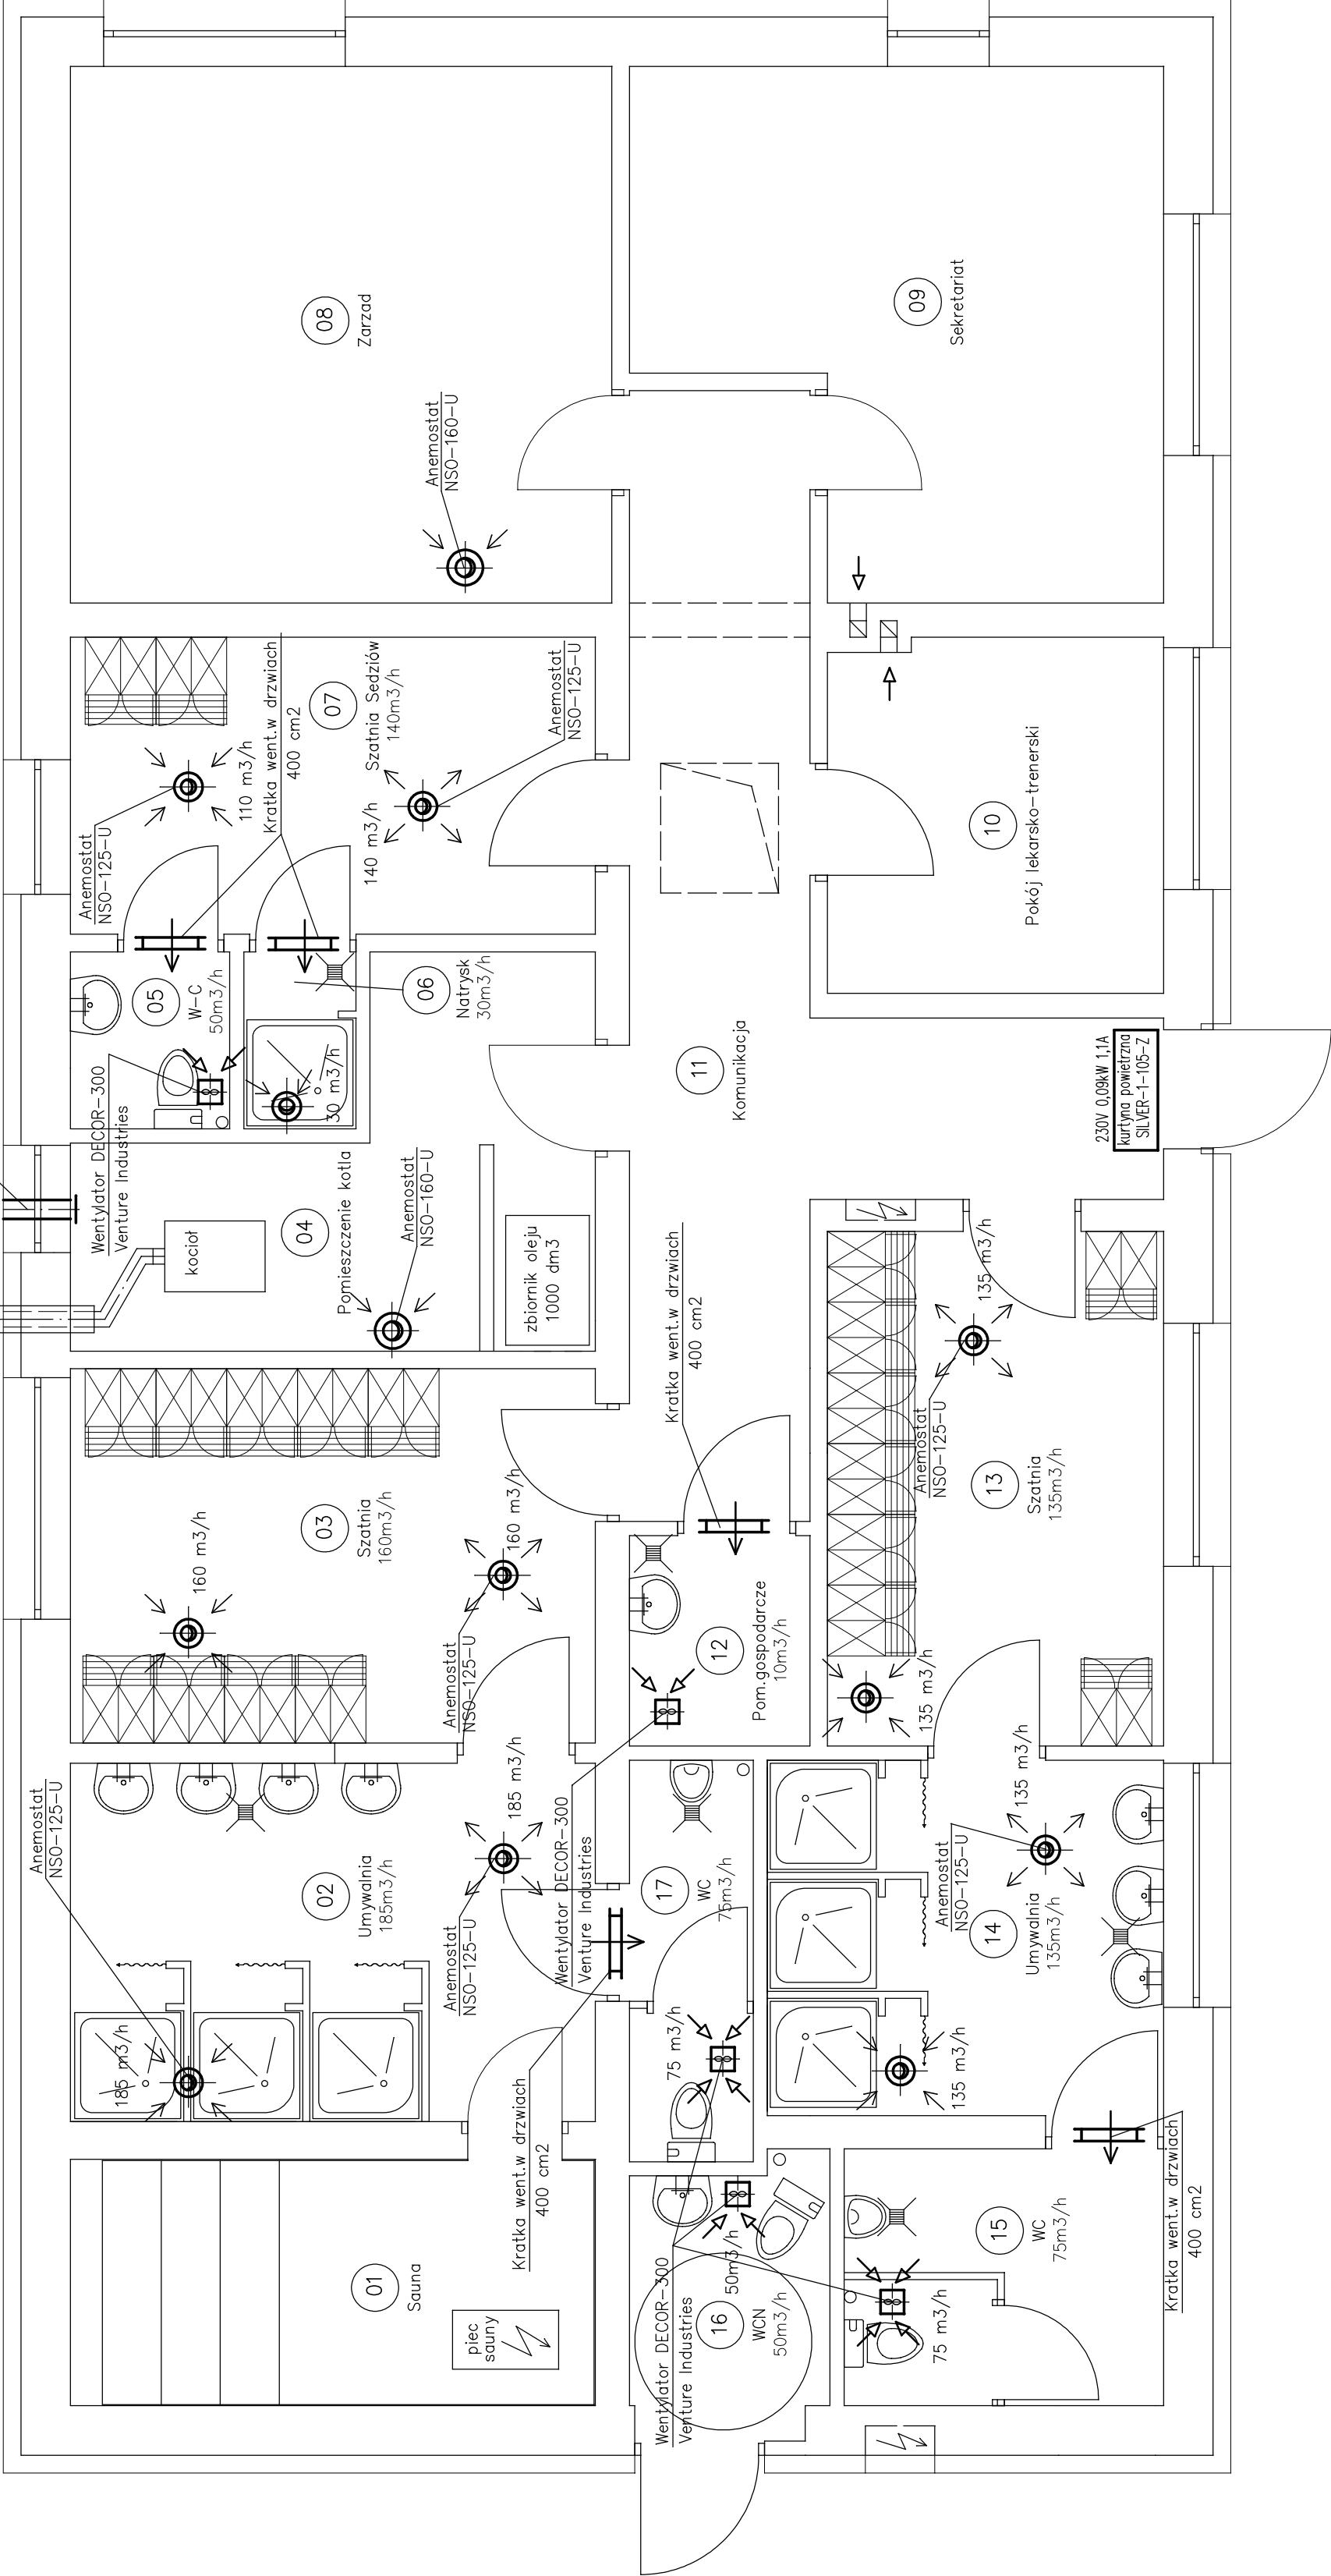 01
Sauna
piec
sauny
Kratka went.w drzwiach
400 cm2
Anemostat
NSO-125-U
185 m3/h
02
Umywalnia
185m3/h
Anemostat
NSO-125-U
185 m3/h
03
Szatnia
160m3/h
160 m3/h
Anemostat
NSO-125-U
160 m3/h
04
Pomieszczenie kotla
kocioł
Anemostat
NSO-160-U
zbiornik oleju
1000 dm3
Wentylator DECOR-300
Venture Industries
05
W-C
50m3/h
06
Natrysk
30m3/h
30 m3/h
Anemostat
NSO-125-U
110 m3/h
Kratka went.w drzwiach
400 cm2
07
Szatnia Sedziów
140m3/h
140 m3/h
Anemostat
NSO-125-U
08
Zarzad
Anemostat
NSO-160-U
09
Sekretariat
10
Pokój lekarsko-trenerski
11
Komunikacja
230V 0,09kW 1,1A
kurtyna powietrzna
SILVER-1-105-Z
Kratka went.w drzwiach
400 cm2
12
Pom.gospodarcze
10m3/h
Wentylator DECOR-300
Venture Industries
13
Szatnia
135m3/h
135 m3/h
Anemostat
NSO-125-U
135 m3/h
14
Umywalnia
135m3/h
135 m3/h
Anemostat
NSO-125-U
135 m3/h
15
WC
75m3/h
75 m3/h
Kratka went.w drzwiach
400 cm2
16
WCN
50m3/h
50m3/h
Wentylator DECOR-300
Venture Industries
17
WC
75m3/h
75 m3/h